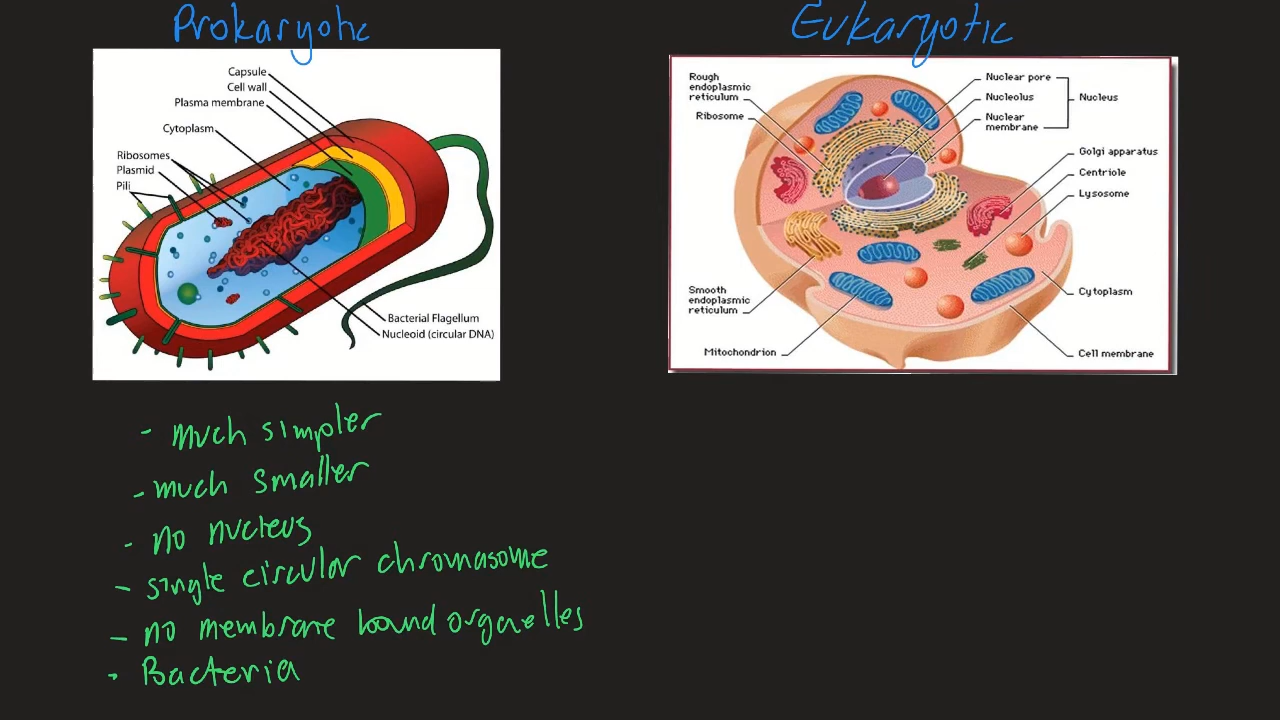 Prokaryotic
Eukaryotic
Capsule
Cell wall
Plasma membrane
Cytoplasm
Ribosomes
Plasmid
Pili
Bacterial Flagellum
Nucleoid (circular DNA)
Rough
endoplasmic
reticulum
Ribosome
Nuclear pore
Nucleolus
Nuclear
membrane
Nucleus
Golgi apparatus
Centriole
Lysosome
Smooth
endoplasmic
reticulum
Cytoplasm
Mitochondrion
Cell membrane
- much simpler
- much smaller
- no nucleus
- single circular chromasome
- no membrane bound organelles
- Bacteria